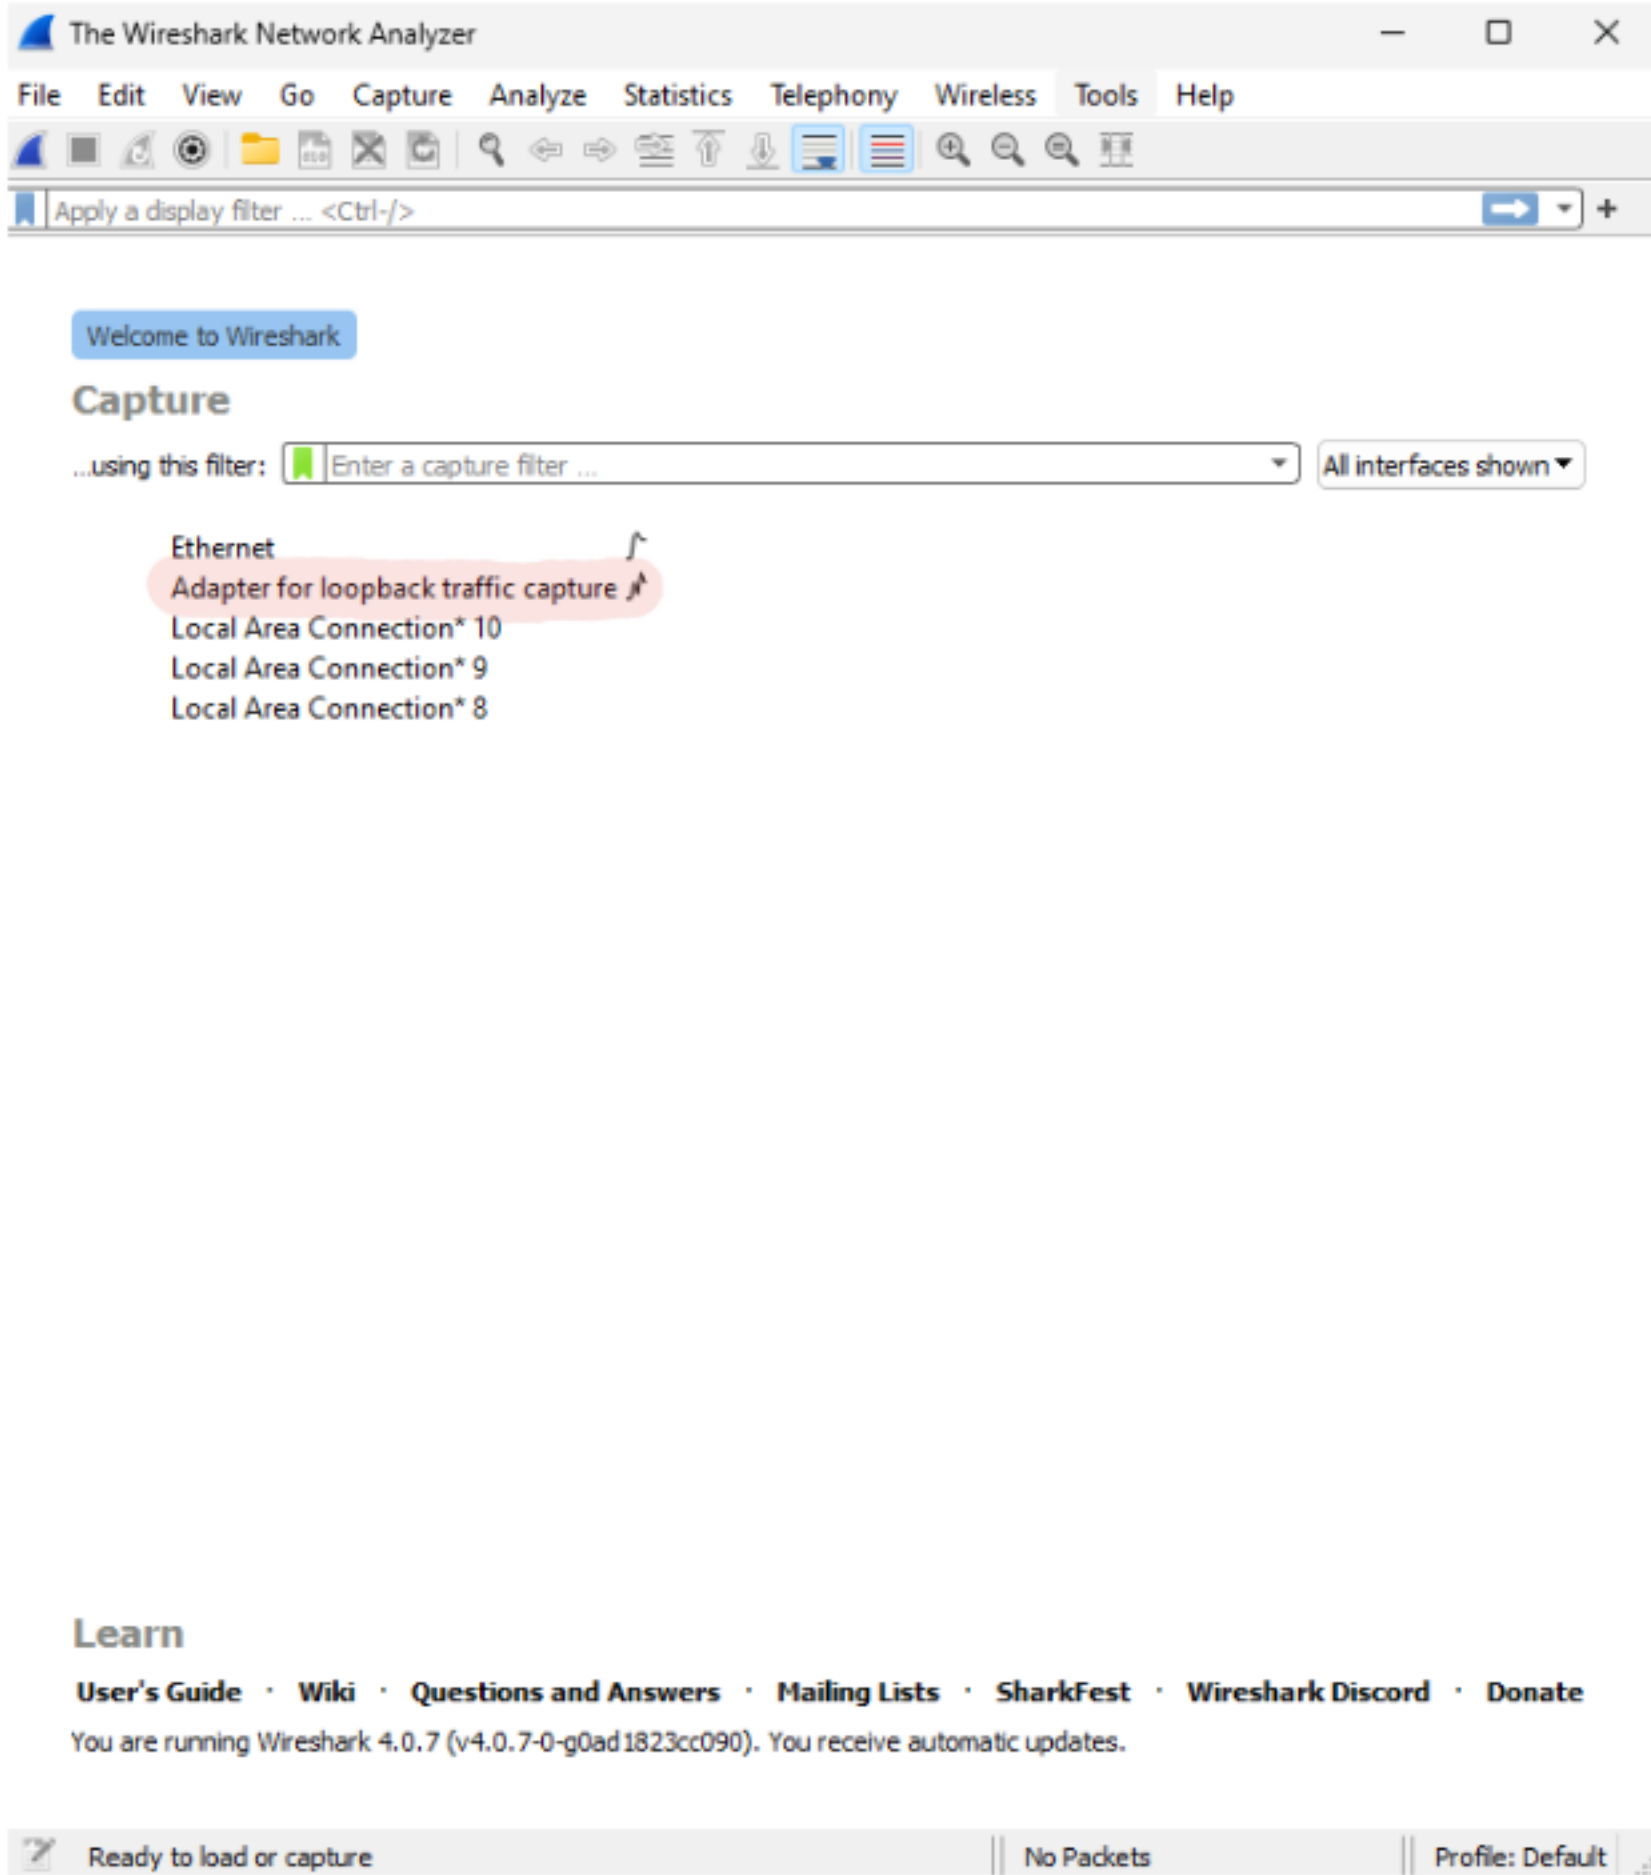 The Wireshark Network Analyzer
File Edit View Go Capture Analyze Statistics Telephony Wireless Tools Help
Apply a display filter ... <Ctrl-/>
Welcome to Wireshark
Capture
...using this filter: Enter a capture filter ... All interfaces shown
Ethernet
Adapter for loopback traffic capture
Local Area Connection* 10
Local Area Connection* 9
Local Area Connection* 8
Learn
User's Guide · Wiki · Questions and Answers · Mailing Lists · SharkFest · Wireshark Discord · Donate
You are running Wireshark 4.0.7 (v4.0.7-0-g0ad1823cc090). You receive automatic updates.
Ready to load or capture No Packets Profile: Default